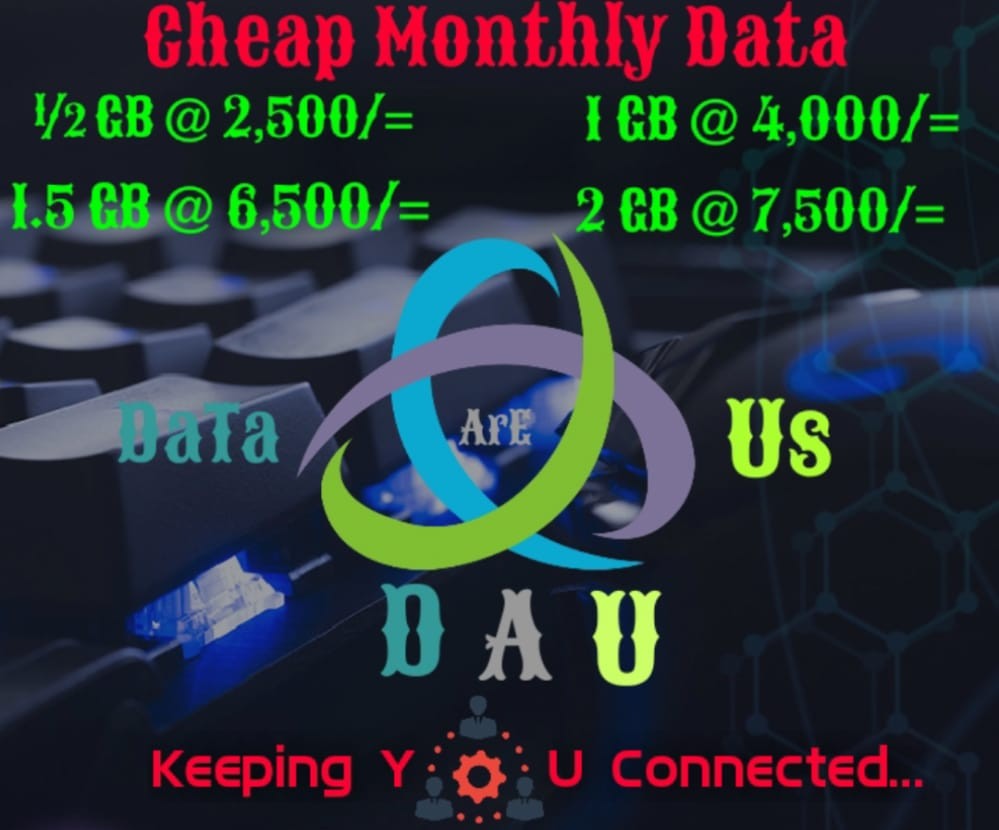 Cheap Monthly Data
1/2 GB @ 2,500/= 1 GB @ 4,000/=
1.5 GB @ 6,500/= 2 GB @ 7,500/=
DaTa ArE Us
D A U
Keeping Y U Connected...